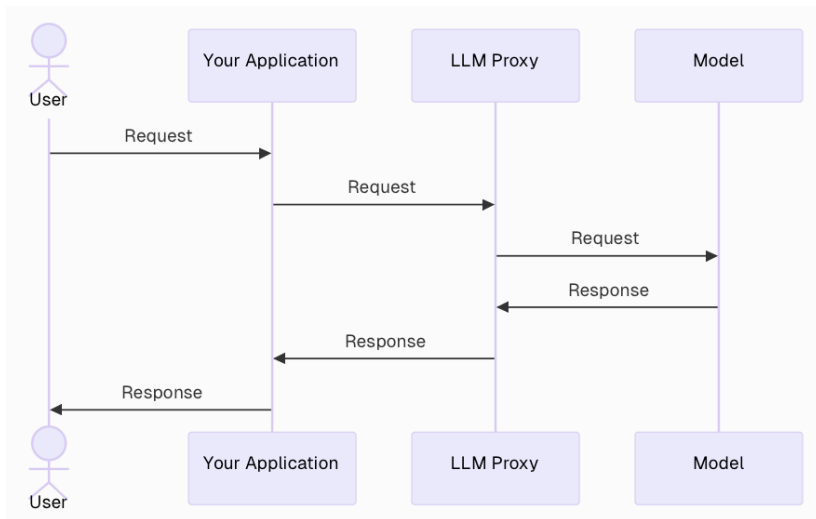 Your Application
LLM Proxy
Model
User
Request
Request
Request
Response
Response
Response
Your Application
LLM Proxy
Model
User